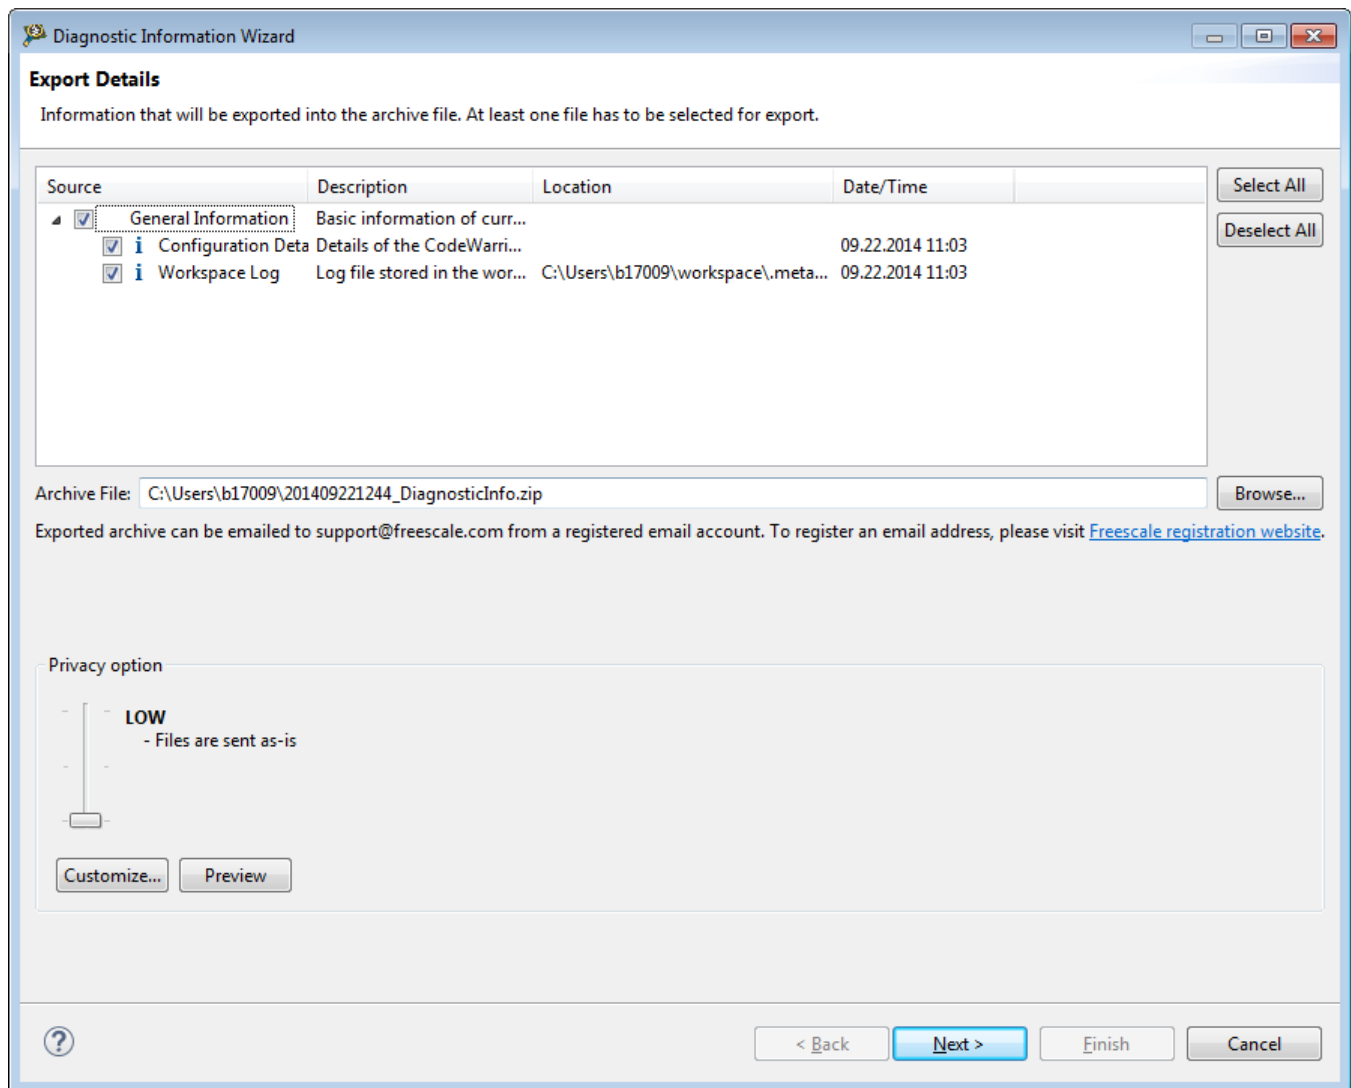 Diagnostic Information Wizard
Export Details
Information that will be exported into the archive file. At least one file has to be selected for export.
Source Description Location Date/Time
Select All
General Information Basic information of curr...
Deselect All
i Configuration Deta Details of the CodeWarri... 09.22.2014 11:03
i Workspace Log Log file stored in the wor... C:\Users\b17009\workspace\.meta... 09.22.2014 11:03
Archive File: C:\Users\b17009\201409221244_DiagnosticInfo.zip Browse...
Exported archive can be emailed to support@freescale.com from a registered email account. To register an email address, please visit Freescale registration website.
Privacy option
LOW
- Files are sent as-is
Customize... Preview
? < Back Next > Finish Cancel